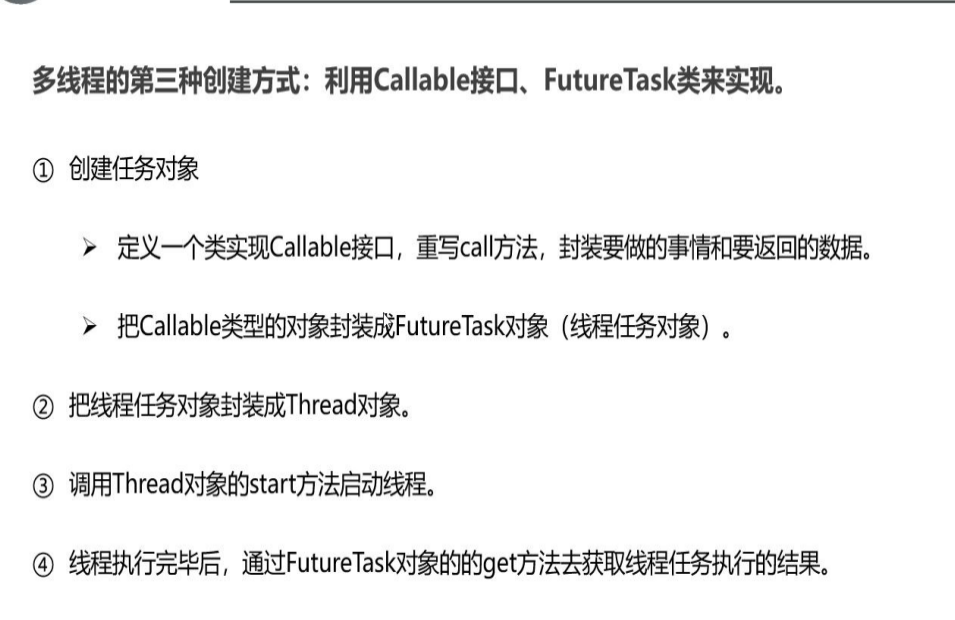 多线程的第三种创建方式：利用Callable接口、FutureTask类来实现。
① 创建任务对象
➢ 定义一个类实现Callable接口，重写call方法，封装要做的事情和要返回的数据。
➢ 把Callable类型的对象封装成FutureTask对象（线程任务对象）。
② 把线程任务对象封装成Thread对象。
③ 调用Thread对象的start方法启动线程。
④ 线程执行完毕后，通过FutureTask对象的的get方法去获取线程任务执行的结果。